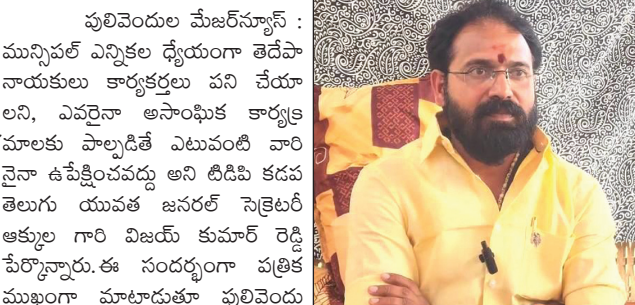 పులివెందుల మేజర్‌న్యూస్ :
మున్సిపల్ ఎన్నికల ధ్యేయంగా తెదేపా
నాయకులు కార్యకర్తలు పని చేయా
లని, ఎవరైనా అసాంఘిక కార్యక్ర
మాలకు పాల్పడితే ఎటువంటి వారి
నైనా ఉపేక్షించవద్దు అని టిడిపి కడప
తెలుగు యువత జనరల్ సెక్రెటరీ
ఆక్కుల గారి విజయ్ కుమార్ రెడ్డి
పేర్కొన్నారు.ఈ సందర్భంగా పత్రిక
ముఖంగా మాట్లాడుతూ పులివెందు